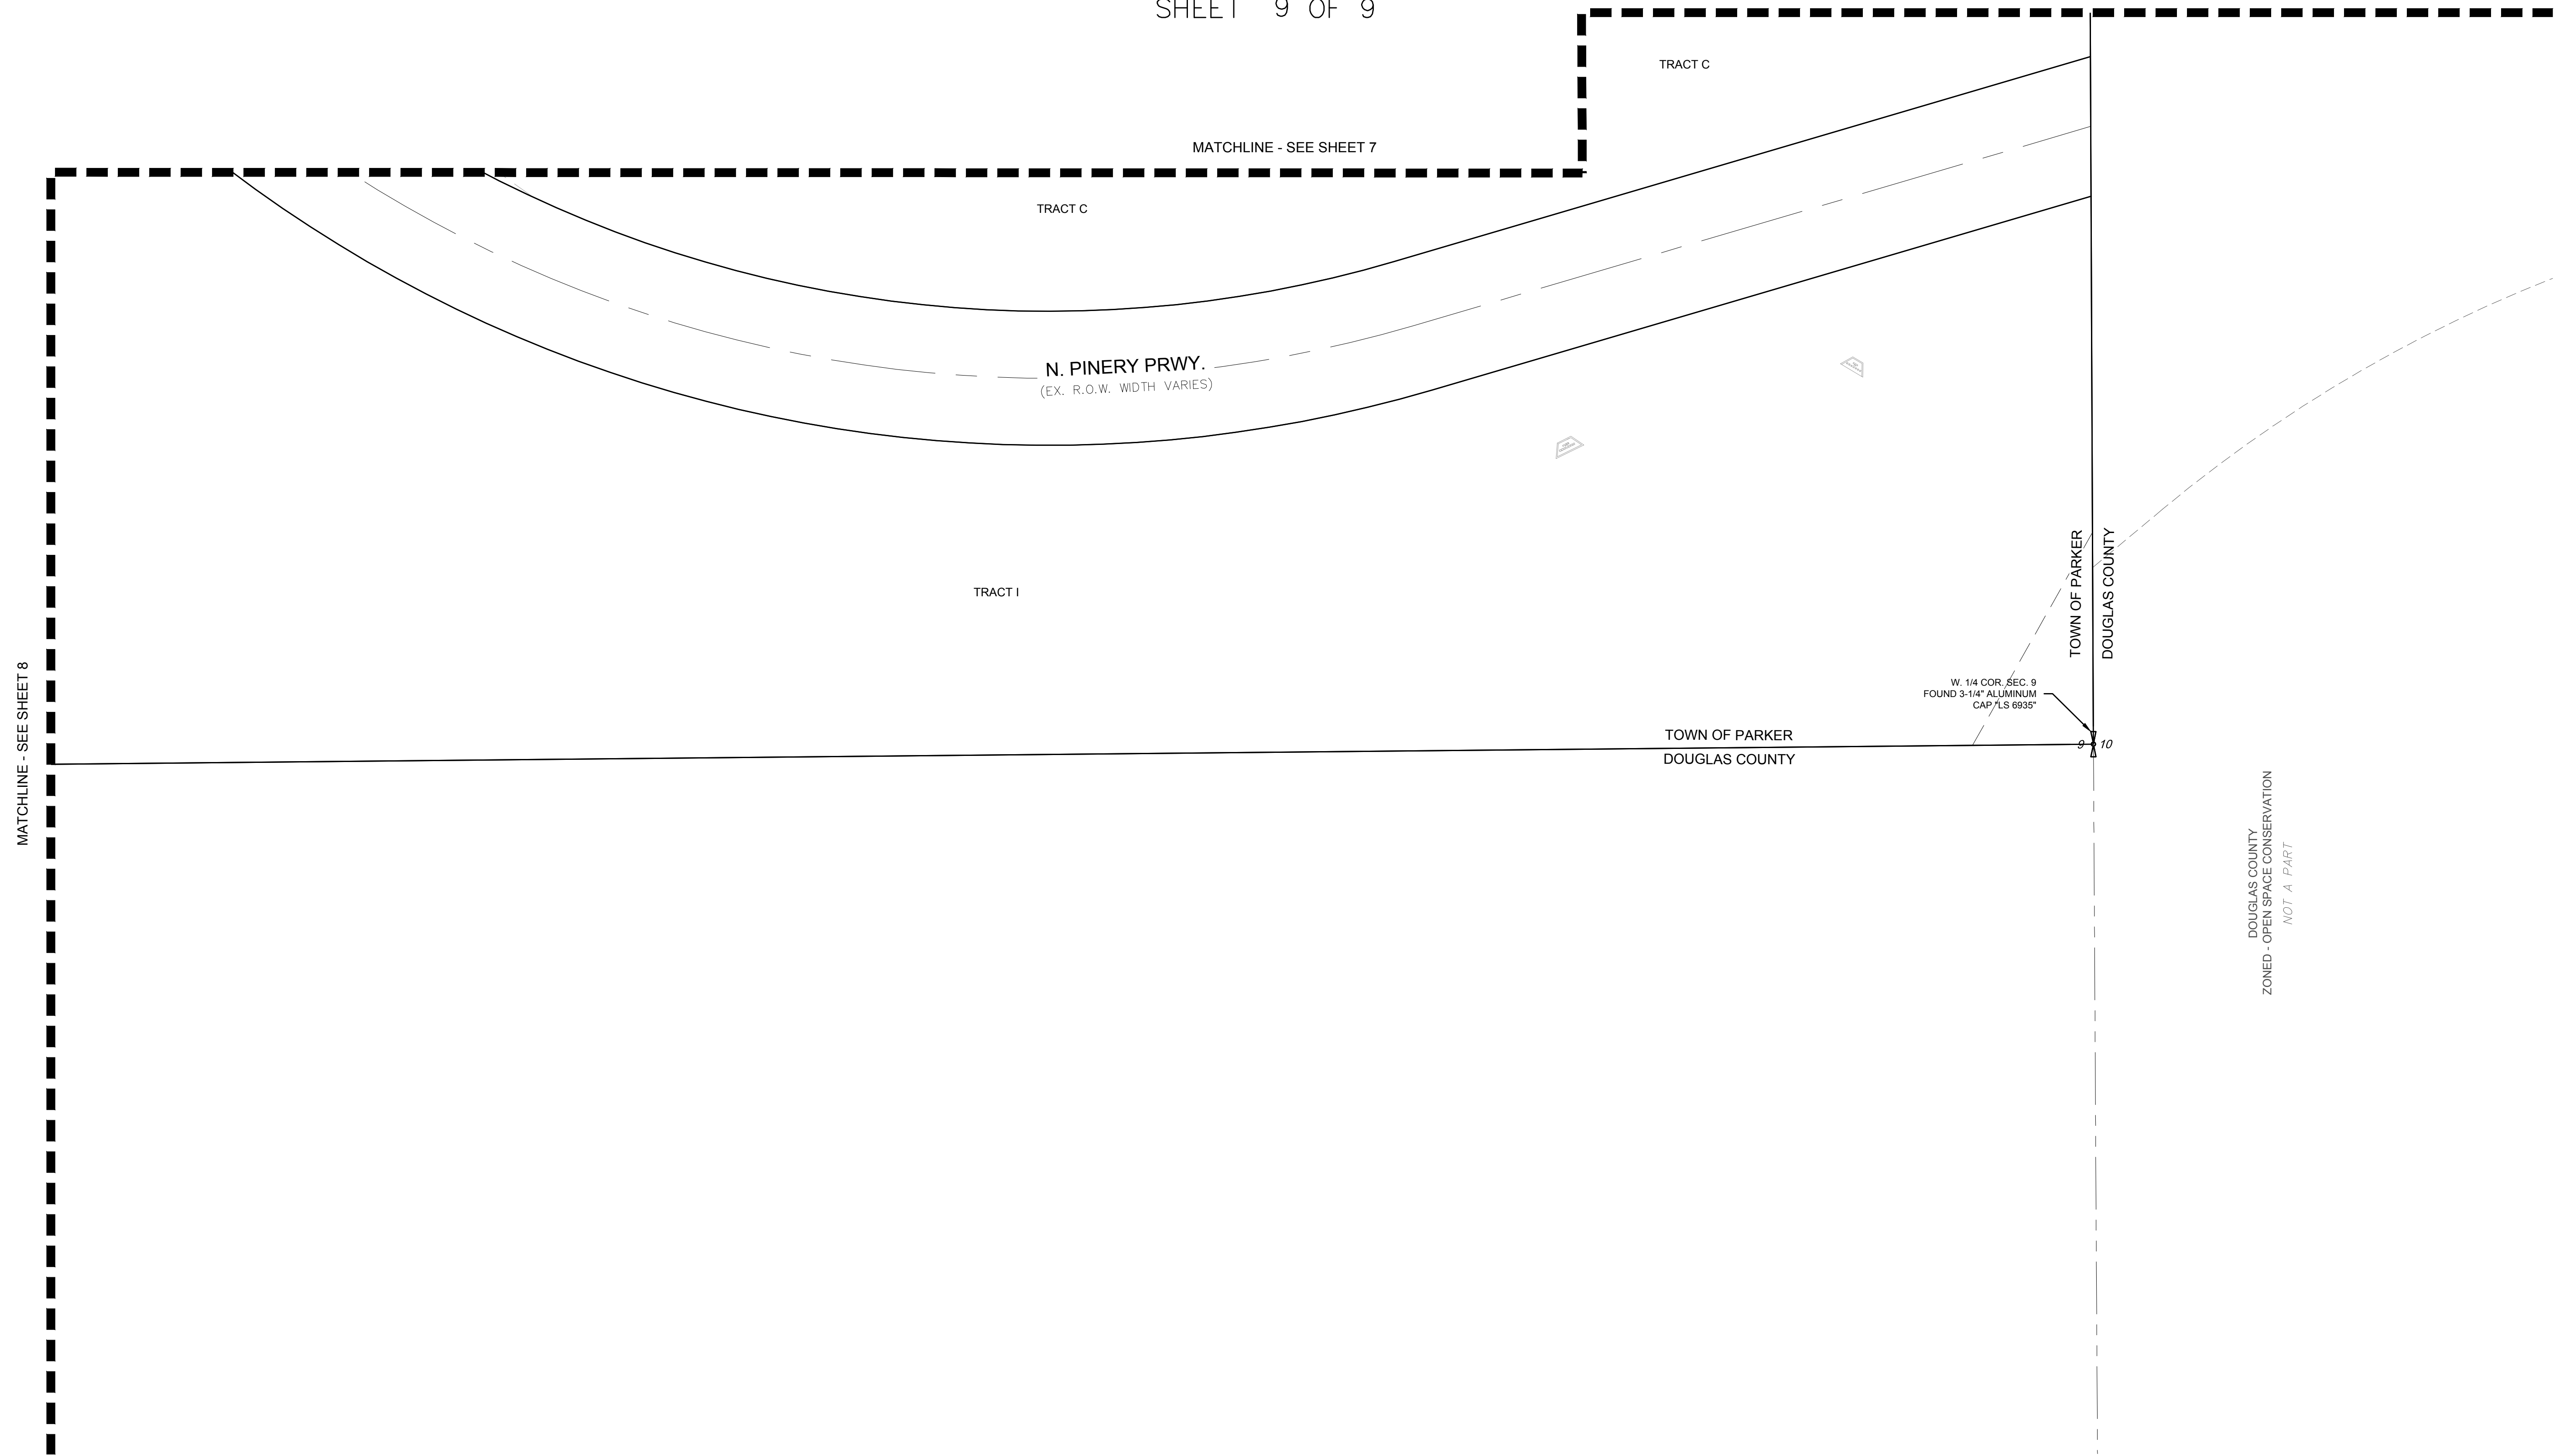 SHEET 9 OF 9
TRACT C
MATCHLINE - SEE SHEET 7
TRACT C
N. PINERY PRWY.
(EX. R.O.W. WIDTH VARIES)
TRACT I
TOWN OF PARKER
DOUGLAS COUNTY
MATCHLINE - SEE SHEET 8
W. 1/4 COR. SEC. 9
FOUND 3-1/4" ALUMINUM
CAP "LS 6935"
TOWN OF PARKER
DOUGLAS COUNTY
9 10
DOUGLAS COUNTY
ZONED - OPEN SPACE CONSERVATION
NOT A PART